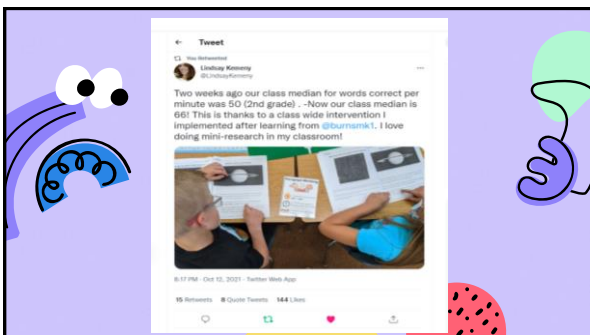 ← Tweet
You Retweeted
Lindsay Kemeny
@LindsayKemeny
Two weeks ago our class median for words correct per
minute was 50 (2nd grade) . -Now our class median is
66! This is thanks to a class wide intervention I
implemented after learning from @burnsmk1. I love
doing mini-research in my classroom!
8:17 PM · Oct 12, 2021 · Twitter Web App
15 Retweets 8 Quote Tweets 144 Likes